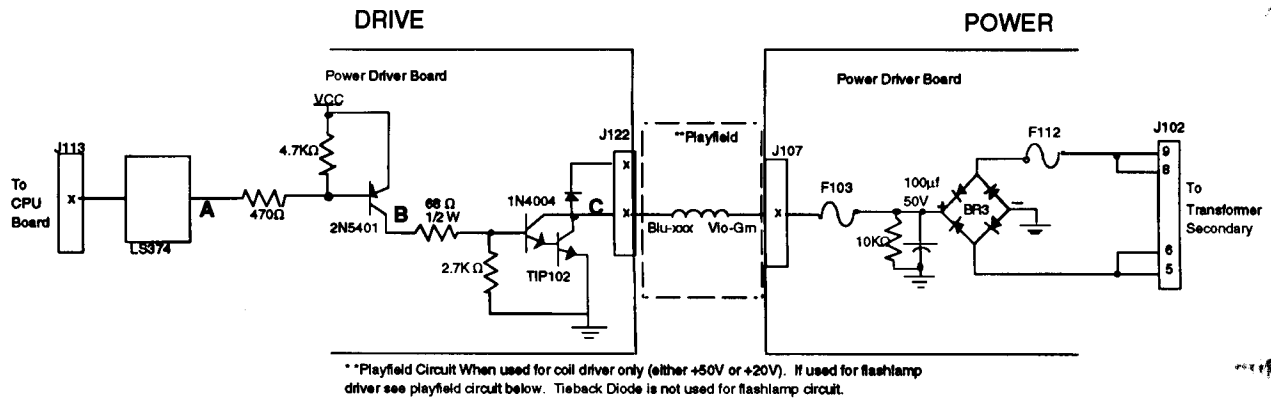 DRIVE
POWER
Power Driver Board
Power Driver Board
VCC
J113
4.7KΩ
J122
**Playfield
J107
F112
J102
To
CPU
Board
x
LS374
A
470Ω
2N5401
B
68 Ω
1/2 W
1N4004
2.7K Ω
TIP102
C
x
x
Blu-xxx
Vio-Grn
x
F103
100µf
50V
10KΩ
+
BR3
-
9
8
6
5
To
Transformer
Secondary
* *Playfield Circuit When used for coil driver only (either +50V or +20V). If used for flashlamp
driver see playfield circuit below. Tieback Diode is not used for flashlamp circuit.